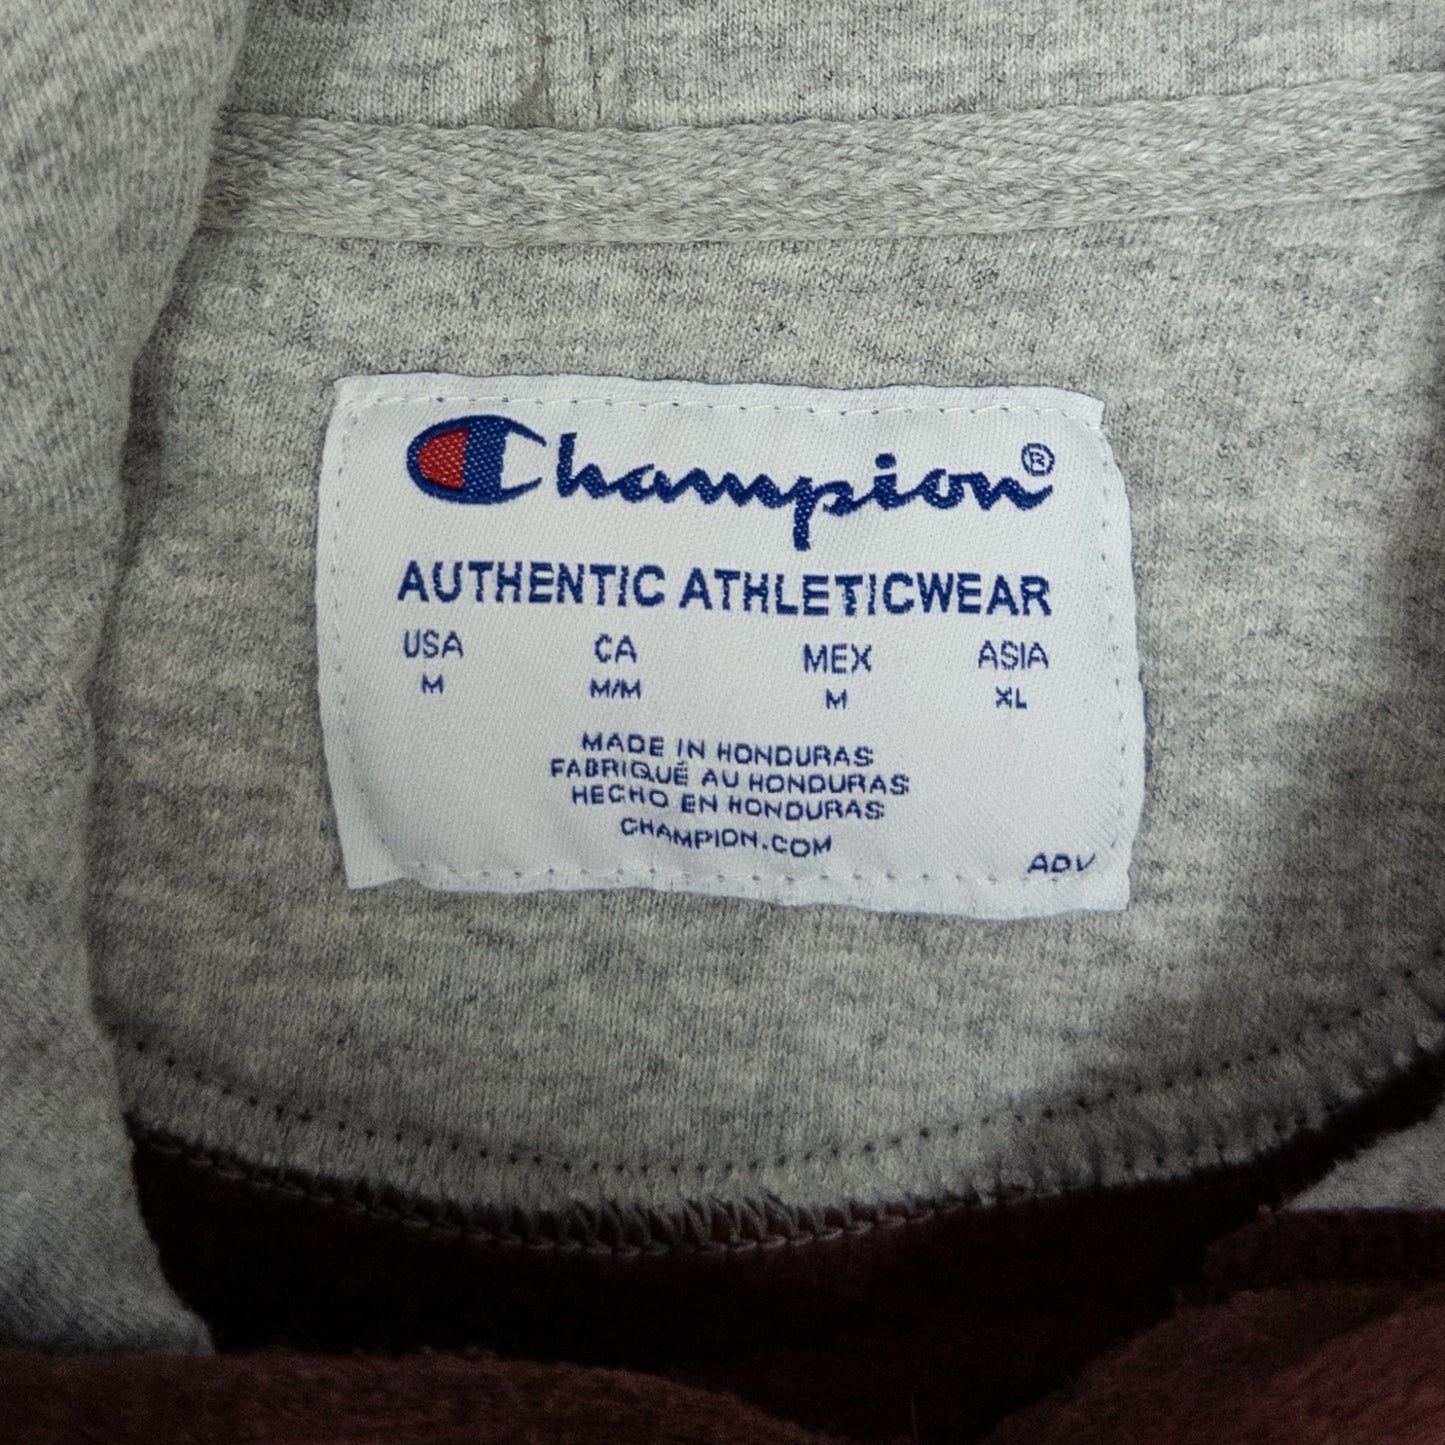 Champion®
AUTHENTIC ATHLETICWEAR
USA CA MEX ASIA
M M/M M XL
MADE IN HONDURAS
FABRIQUÉ AU HONDURAS
HECHO EN HONDURAS
CHAMPION.COM
ADV